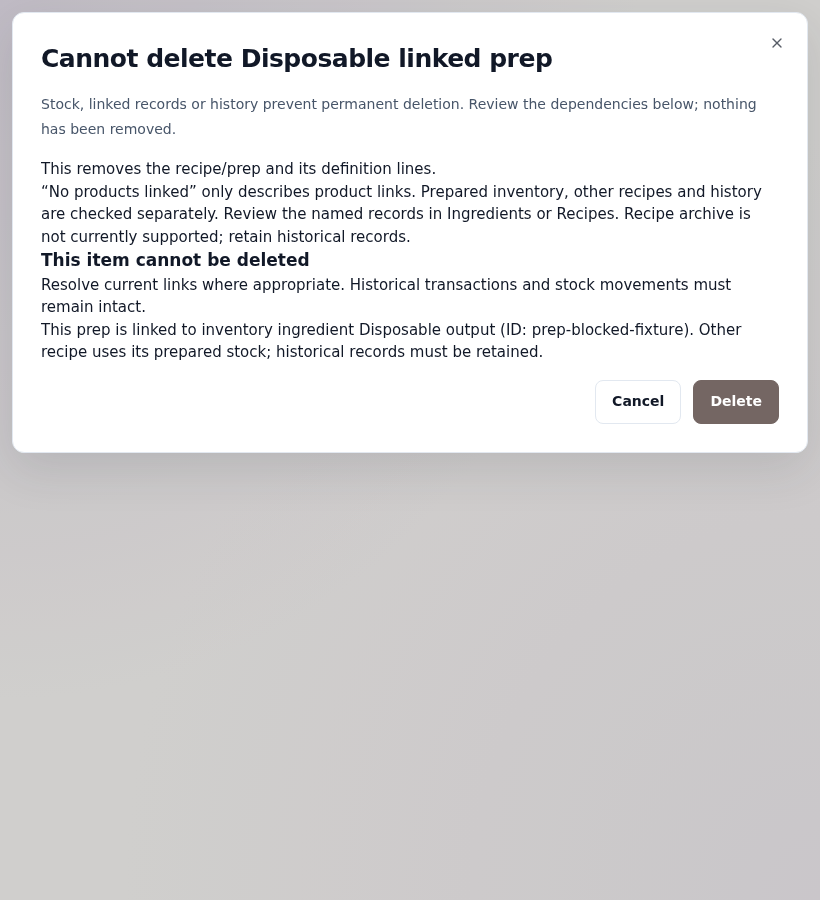 Cannot delete Disposable linked prep
×
Stock, linked records or history prevent permanent deletion. Review the dependencies below; nothing
has been removed.
This removes the recipe/prep and its definition lines.
“No products linked” only describes product links. Prepared inventory, other recipes and history
are checked separately. Review the named records in Ingredients or Recipes. Recipe archive is
not currently supported; retain historical records.
This item cannot be deleted
Resolve current links where appropriate. Historical transactions and stock movements must
remain intact.
This prep is linked to inventory ingredient Disposable output (ID: prep-blocked-fixture). Other
recipe uses its prepared stock; historical records must be retained.
Cancel
Delete